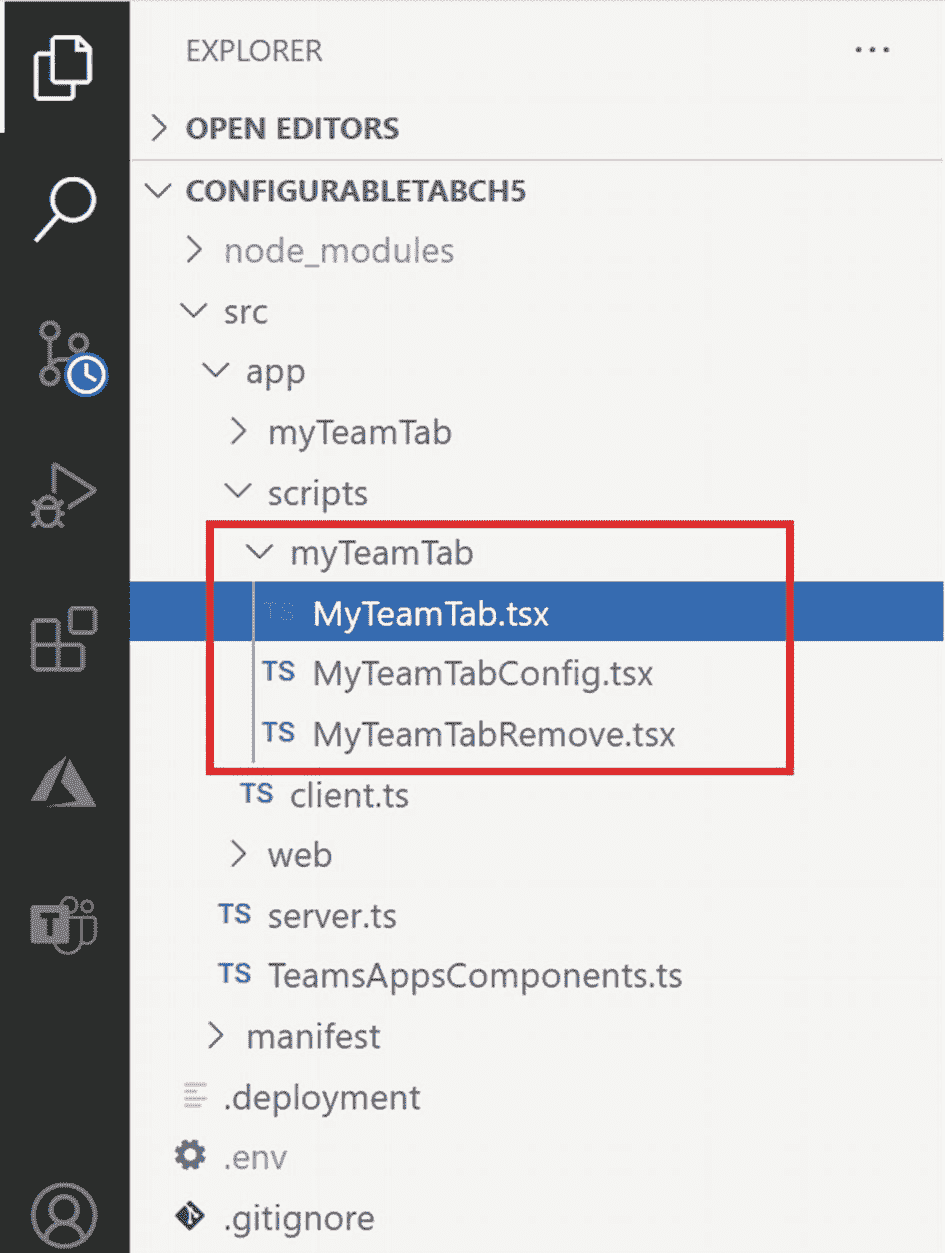 EXPLORER
OPEN EDITORS
CONFIGURABLETABCH5
node_modules
src
app
myTeamTab
scripts
myTeamTab
TS MyTeamTab.tsx
TS MyTeamTabConfig.tsx
TS MyTeamTabRemove.tsx
TS client.ts
web
TS server.ts
TS TeamsAppsComponents.ts
manifest
.deployment
.env
.gitignore
T